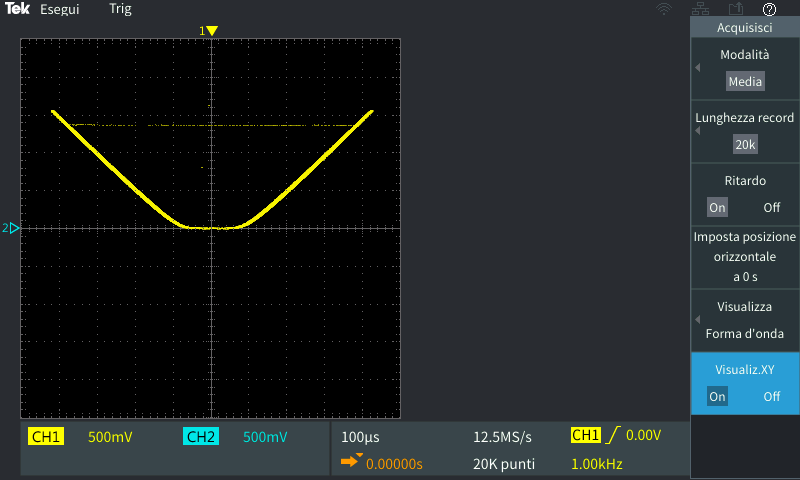 Tek Esegui Trig
1
2
Acquisisci
Modalità
Media
Lunghezza record
20k
Ritardo
On Off
Imposta posizione
orizzontale
a 0 s
Visualizza
Forma d'onda
Visualiz.XY
On Off
CH1 500mV CH2 500mV 100µs 12.5MS/s CH1 0.00V
0.00000s 20K punti 1.00kHz